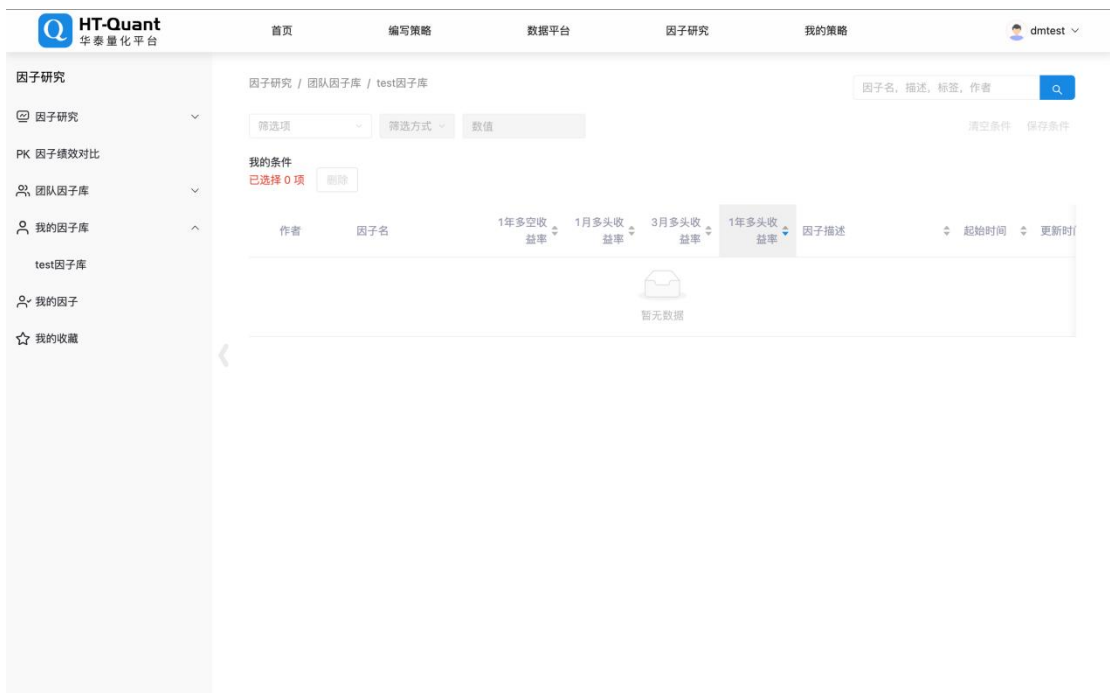 HT-Quant
华泰量化平台
首页
编写策略
数据平台
因子研究
我的策略
dmtest
因子研究
因子研究
PK 因子绩效对比
团队因子库
我的因子库
test因子库
我的因子
我的收藏
因子研究 / 团队因子库 / test因子库
因子名, 描述, 标签, 作者
筛选项
筛选方式
数值
清空条件
保存条件
我的条件
已选择 0 项
删除
作者
因子名
1年多空收
益率
1月多头收
益率
3月多头收
益率
1年多头收
益率
因子描述
起始时间
更新时
暂无数据